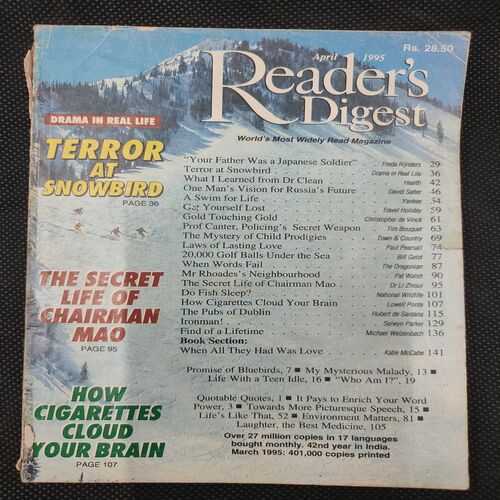 April 1995
Rs. 28.50
Reader's
Digest
World's Most Widely Read Magazine
DRAMA IN REAL LIFE
TERROR
AT
SNOWBIRD
PAGE 36
THE SECRET
LIFE OF
CHAIRMAN
MAO
PAGE 95
HOW
CIGARETTES
CLOUD
YOUR BRAIN
PAGE 107
"Your Father Was a Japanese Soldier" Freda Rijnders 29
Terror at Snowbird Drama in Real Life 36
What I Learned from Dr Clean Health 42
One Man's Vision for Russia's Future David Satter 46
A Swim for Life Yankee 54
Get Yourself Lost Travel Holiday 59
Gold Touching Gold Christopher de Vinck 61
Prof Canter, Policing's Secret Weapon Tim Bouquet 63
The Mystery of Child Prodigies Town & Country 69
Laws of Lasting Love Paul Pearsall 74
20,000 Golf Balls Under the Sea Bill Geist 77
When Words Fail The Oregonian 87
Mr Rhoades's Neighbourhood Pat Walsh 90
The Secret Life of Chairman Mao Dr Li Zhisui 95
Do Fish Sleep? National Wildlife 101
How Cigarettes Cloud Your Brain Lowell Ponte 107
The Pubs of Dublin Hubert de Santana 115
Ironman! Selwyn Parker 129
Find of a Lifetime Michael Welzenbach 136
Book Section:
When All They Had Was Love Katie McCabe 141
Promise of Bluebirds, 7 ■ My Mysterious Malady, 13 ■
Life With a Teen Idle, 16 ■ "Who Am I?", 19
Quotable Quotes, 1 ■ It Pays to Enrich Your Word
Power, 3 ■ Towards More Picturesque Speech, 15 ■
Life's Like That, 52 ■ Environment Matters, 81 ■
Laughter, the Best Medicine, 105
Over 27 million copies in 17 languages
bought monthly. 42nd year in India.
March 1995: 401,000 copies printed